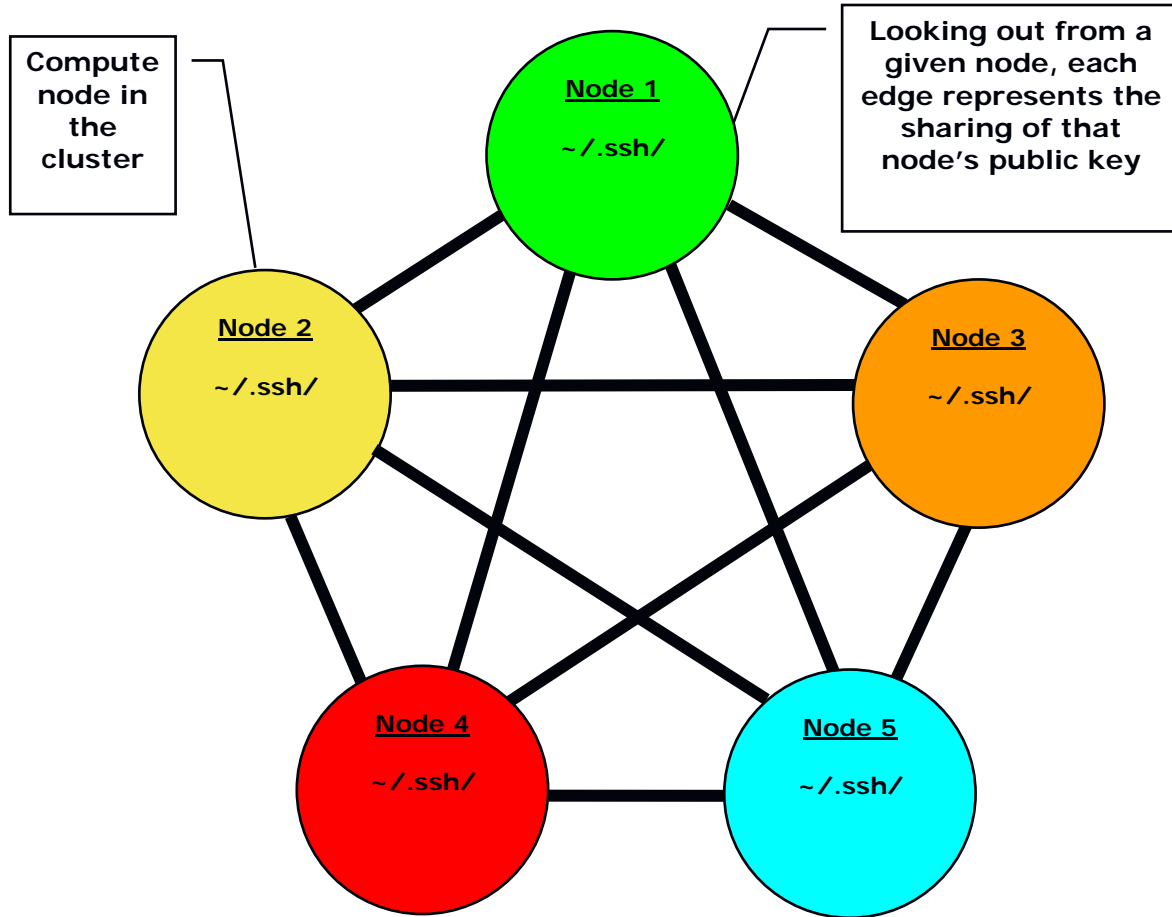 Compute
node in
the
cluster
Looking out from a
given node, each
edge represents the
sharing of that
node's public key
Node 1
~/.ssh/
Node 2
~/.ssh/
Node 3
~/.ssh/
Node 4
~/.ssh/
Node 5
~/.ssh/